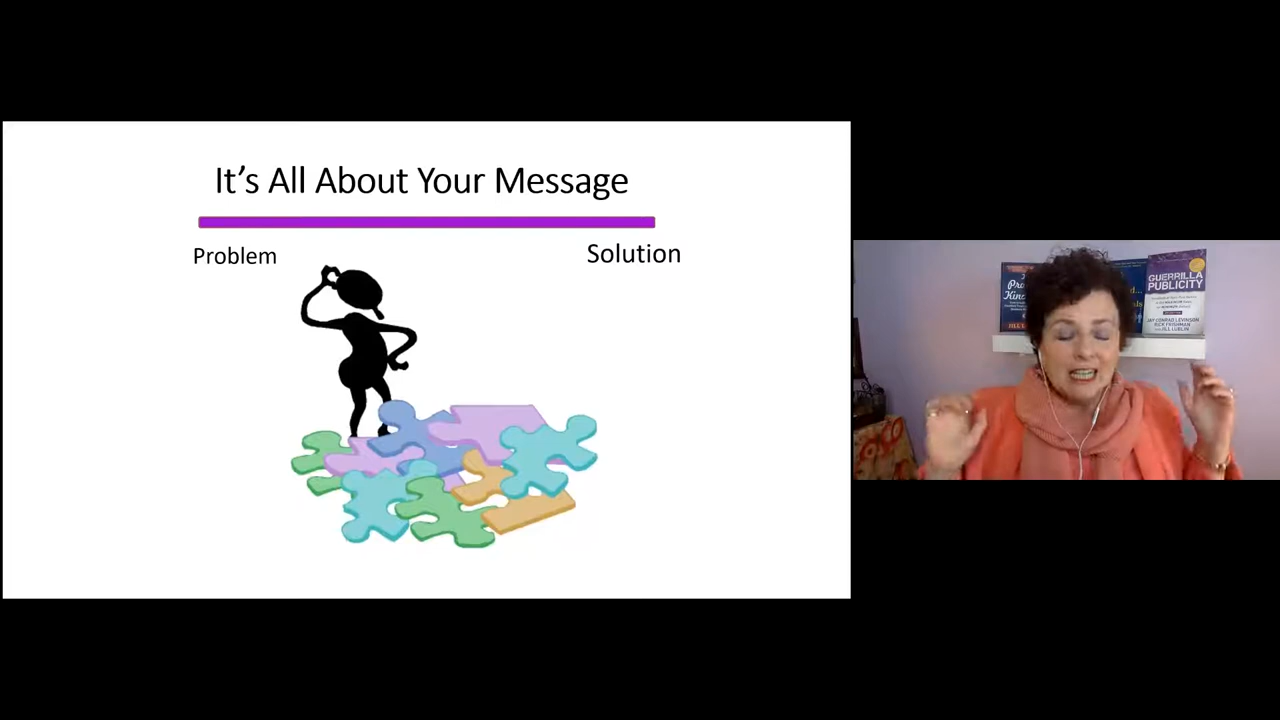 It's All About Your Message
Problem
Solution
GUERRILLA
PUBLICITY
JAY CONRAD LEVINSON
RICK FRISHMAN
JILL LUBLIN